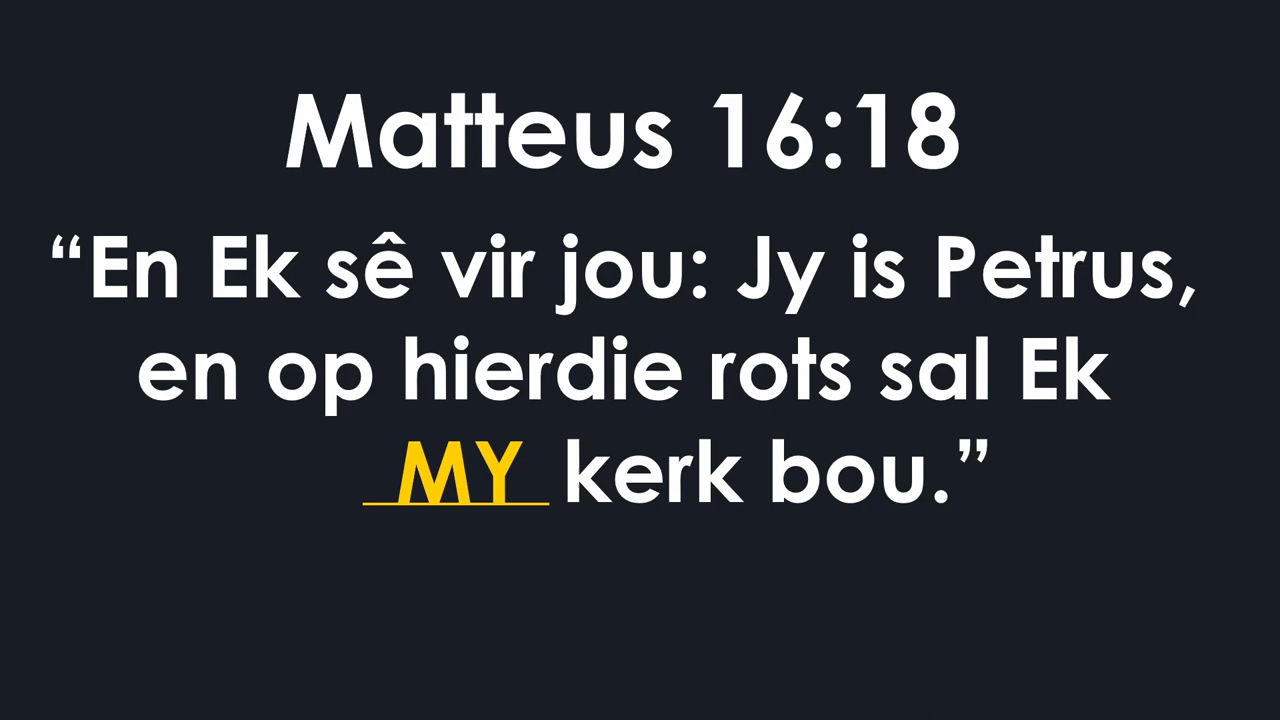 Matteus 16:18
“En Ek sê vir jou: Jy is Petrus,
en op hierdie rots sal Ek
MY kerk bou.”